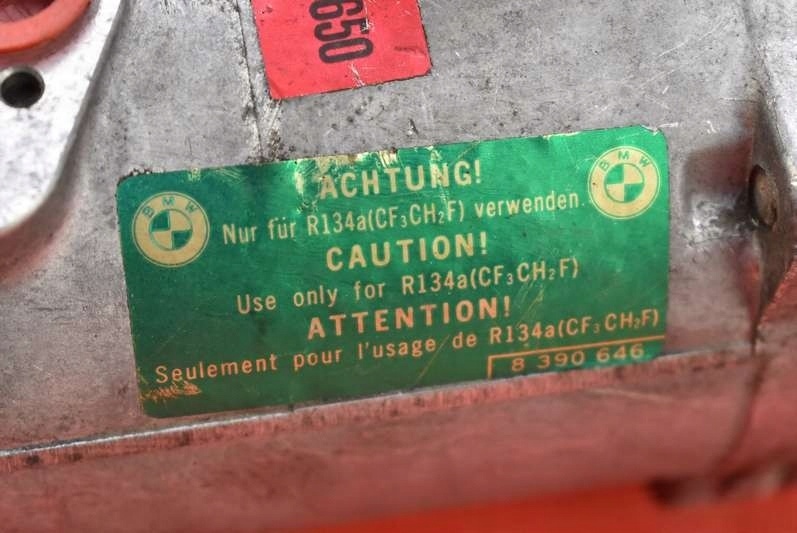 650
ACHTUNG!
BMW
BMW
Nur für R134a(CF₃CH₂F) verwenden.
CAUTION!
Use only for R134a(CF₃CH₂F)
ATTENTION!
Seulement pour l'usage de R134a(CF₃CH₂F)
8 390 646